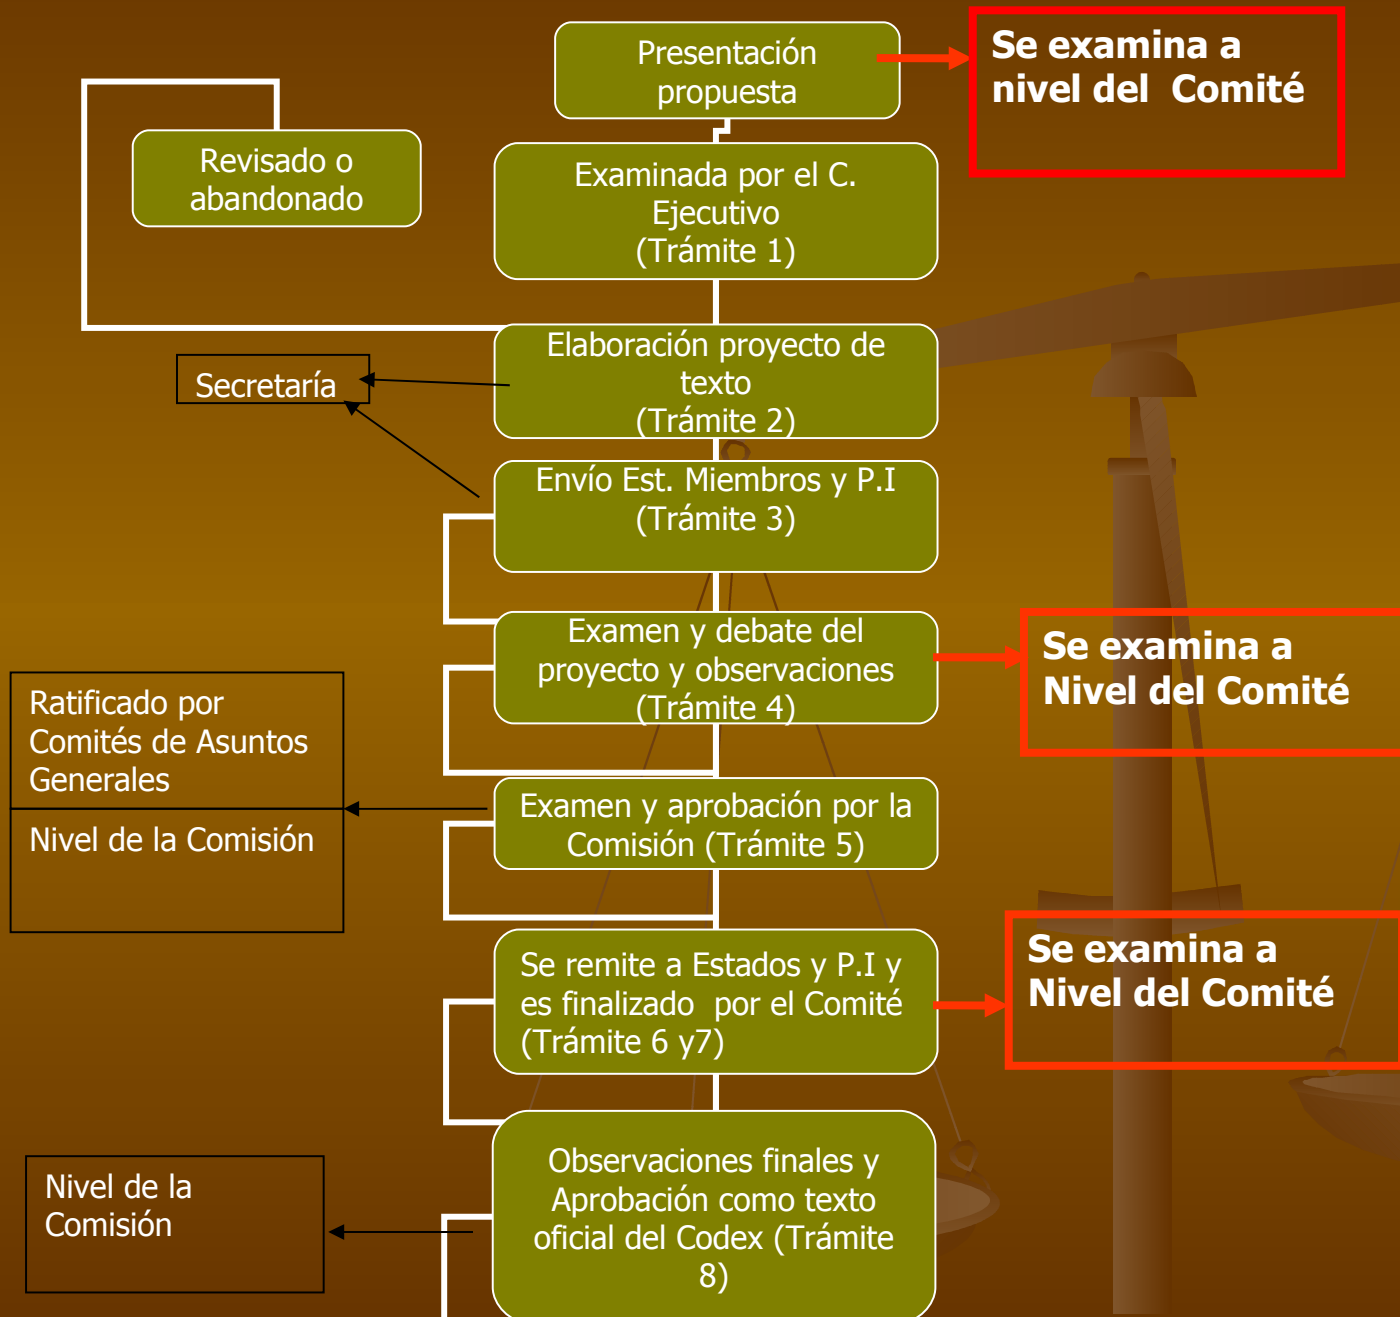 Presentación
propuesta
Se examina a
nivel del Comité
Revisado o
abandonado
Examinada por el C.
Ejecutivo
(Trámite 1)
Elaboración proyecto de
texto
(Trámite 2)
Secretaría
Envío Est. Miembros y P.I
(Trámite 3)
Examen y debate del
proyecto y observaciones
(Trámite 4)
Se examina a
Nivel del Comité
Ratificado por
Comités de Asuntos
Generales
Nivel de la Comisión
Examen y aprobación por la
Comisión (Trámite 5)
Se remite a Estados y P.I y
es finalizado por el Comité
(Trámite 6 y7)
Se examina a
Nivel del Comité
Observaciones finales y
Aprobación como texto
oficial del Codex (Trámite
8)
Nivel de la
Comisión